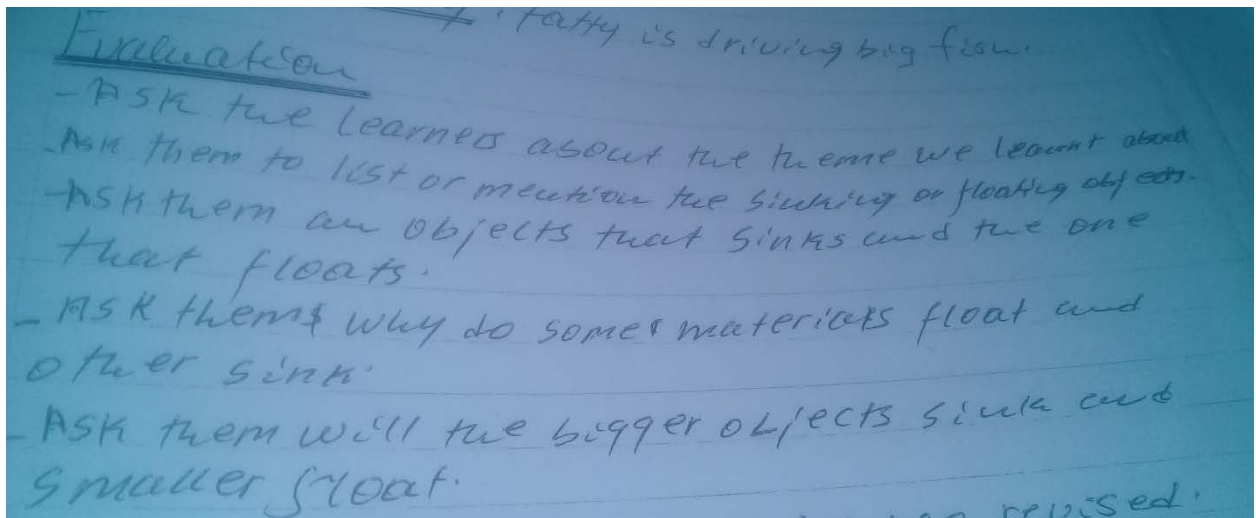 Fatty is driving big fish.
Evaluation
- Ask the learners about the theme we learnt about
Ask them to list or mention the sinking or floating objects.
- Ask them an objects that sinks and the one
that floats.
- Ask them why do some materials float and
other sink.
- Ask them will the bigger objects sink and
smaller float.
revised.